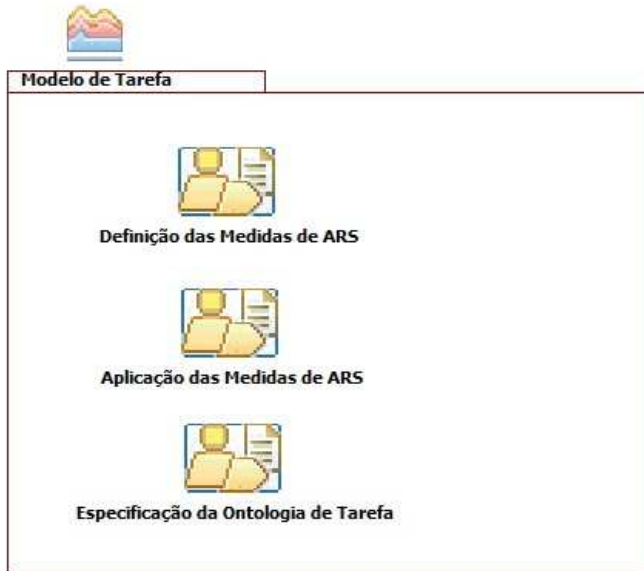 Modelo de Tarefa
Definição das Medidas de ARS
Aplicação das Medidas de ARS
Especificação da Ontologia de Tarefa